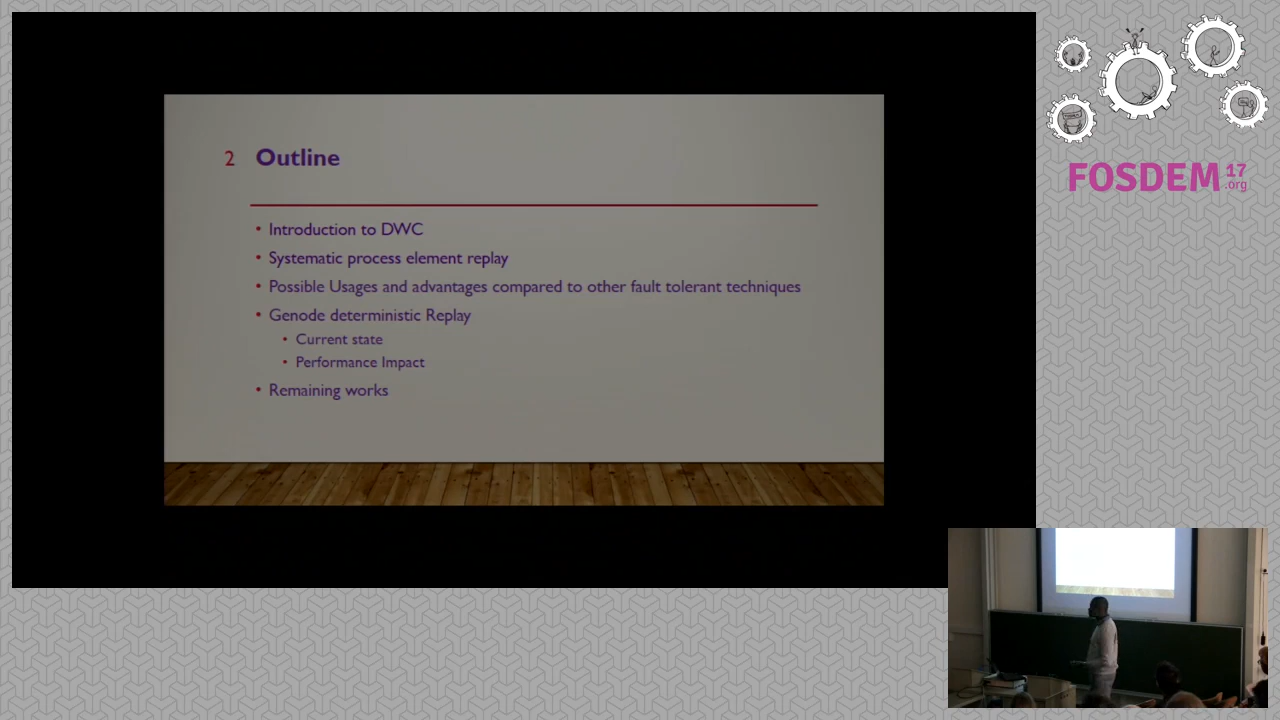 2 Outline
• Introduction to DWC
• Systematic process element replay
• Possible Usages and advantages compared to other fault tolerant techniques
• Genode deterministic Replay
• Current state
• Performance Impact
• Remaining works
FOSDEM 17
.org